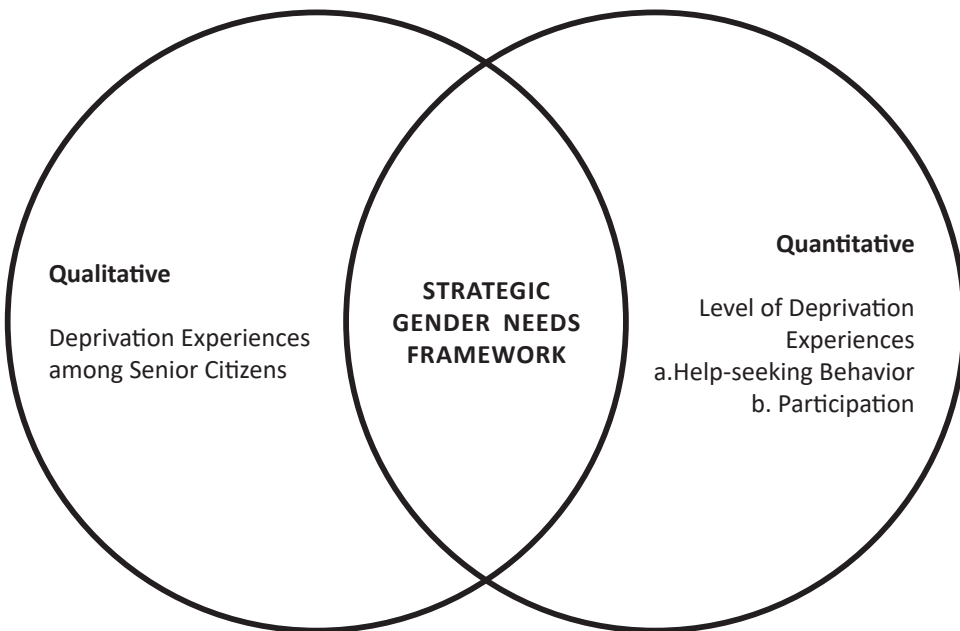 Qualitative
Deprivation Experiences
among Senior Citizens
STRATEGIC
GENDER NEEDS
FRAMEWORK
Quantitative
Level of Deprivation
Experiences
a.Help-seeking Behavior
b. Participation